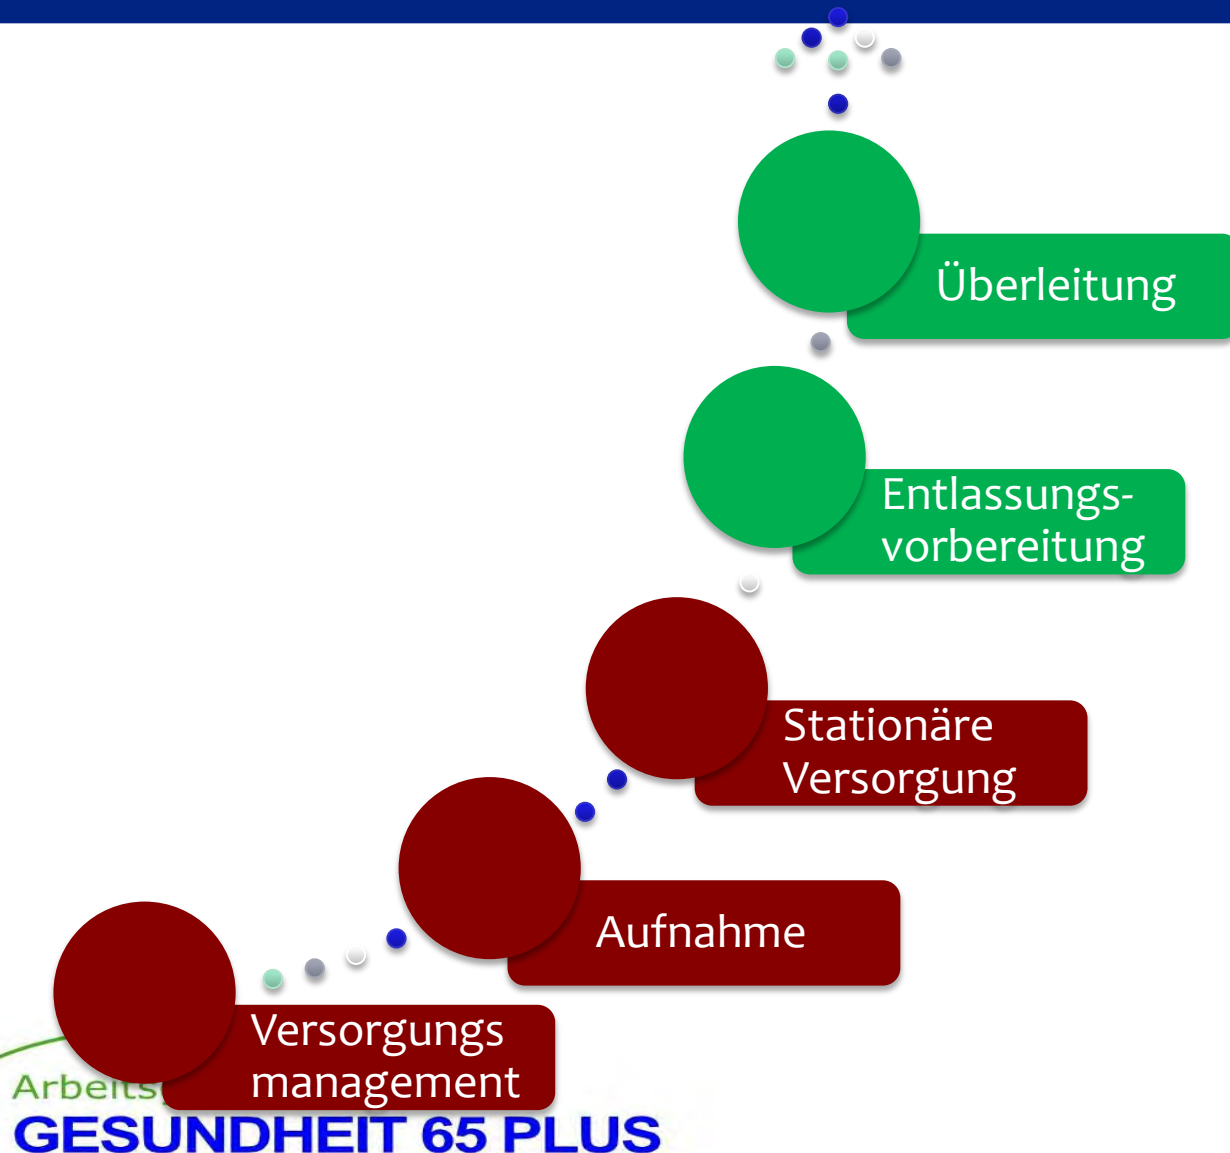 Überleitung
Entlassungs-
vorbereitung
Stationäre
Versorgung
Aufnahme
Versorgungs
management
GESUNDHEIT 65 PLUS